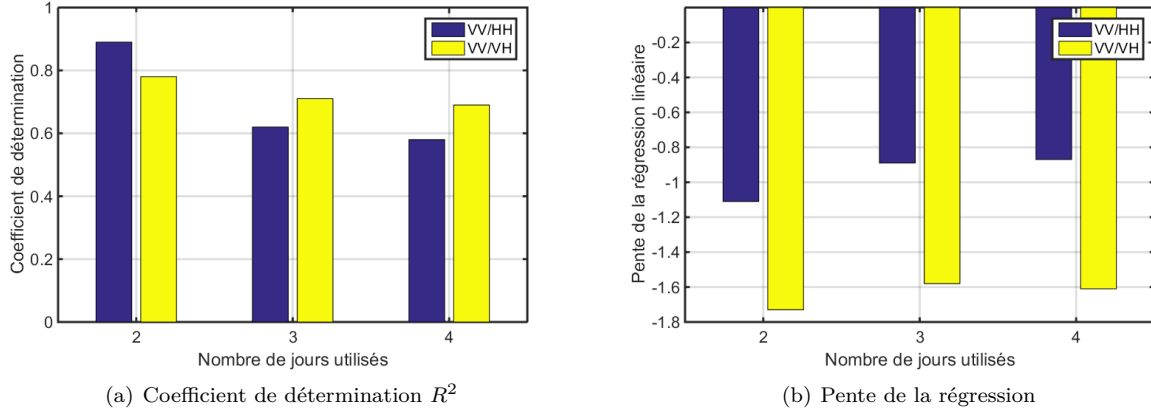 1
0.8
0.6
0.4
0.2
0
Coefficient de détermination
VV/HH
VV/VH
2
3
4
Nombre de jours utilisés
(a) Coefficient de détermination R²
-0.2
-0.4
-0.6
-0.8
-1
-1.2
-1.4
-1.6
-1.8
Pente de la régression linéaire
VV/HH
VV/VH
2
3
4
Nombre de jours utilisés
(b) Pente de la régression